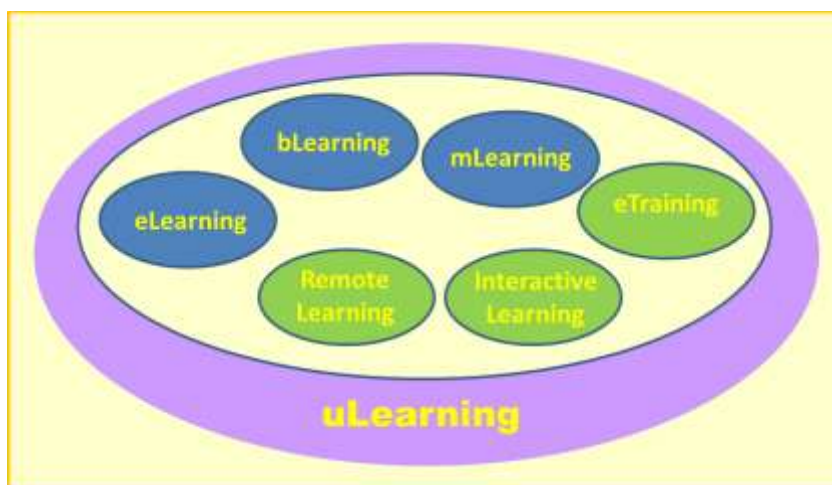 bLearning
mLearning
eTraining
eLearning
Remote
Learning
Interactive
Learning
uLearning